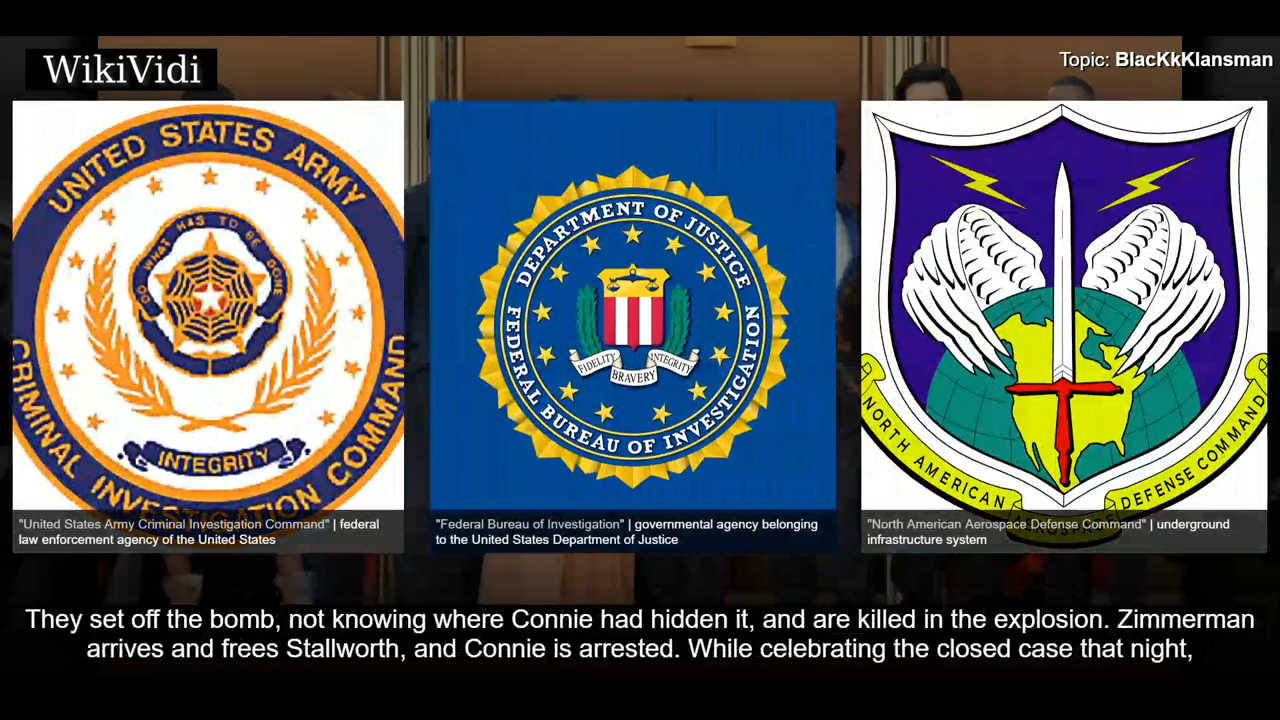 WikiVidi
Topic: BlacKkKlansman
UNITED STATES ARMY
DO WHAT HAS TO BE DONE
INTEGRITY
CRIMINAL INVESTIGATION COMMAND
"United States Army Criminal Investigation Command" | federal
law enforcement agency of the United States
DEPARTMENT OF JUSTICE
FIDELITY
BRAVERY
INTEGRITY
FEDERAL BUREAU OF INVESTIGATION
"Federal Bureau of Investigation" | governmental agency belonging
to the United States Department of Justice
NORTH AMERICAN
AEROSPACE
DEFENSE COMMAND
"North American Aerospace Defense Command" | underground
infrastructure system
They set off the bomb, not knowing where Connie had hidden it, and are killed in the explosion. Zimmerman
arrives and frees Stallworth, and Connie is arrested. While celebrating the closed case that night,